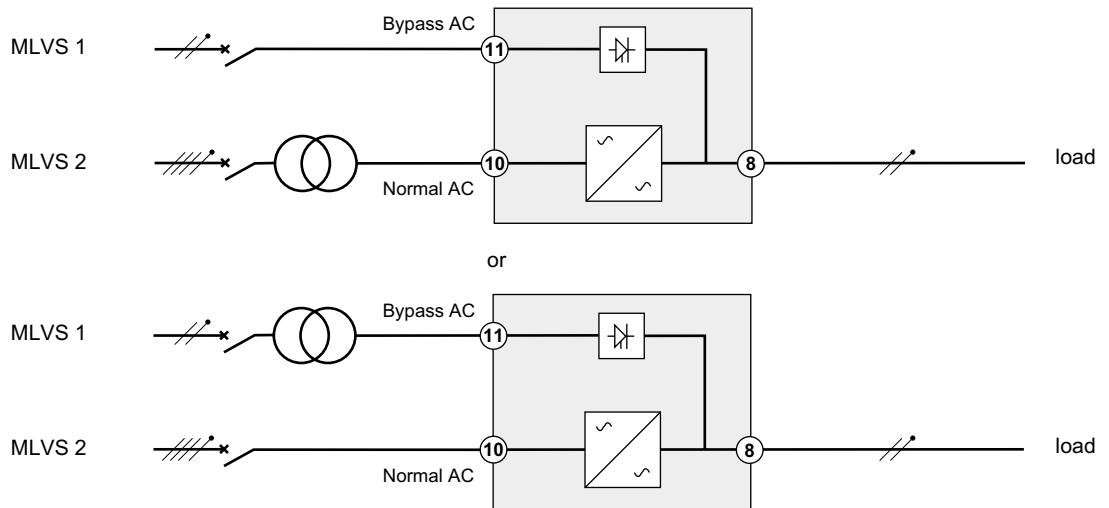 Bypass AC
MLVS 1
11
MLVS 2
10
8
load
Normal AC
or
Bypass AC
MLVS 1
11
MLVS 2
10
8
load
Normal AC